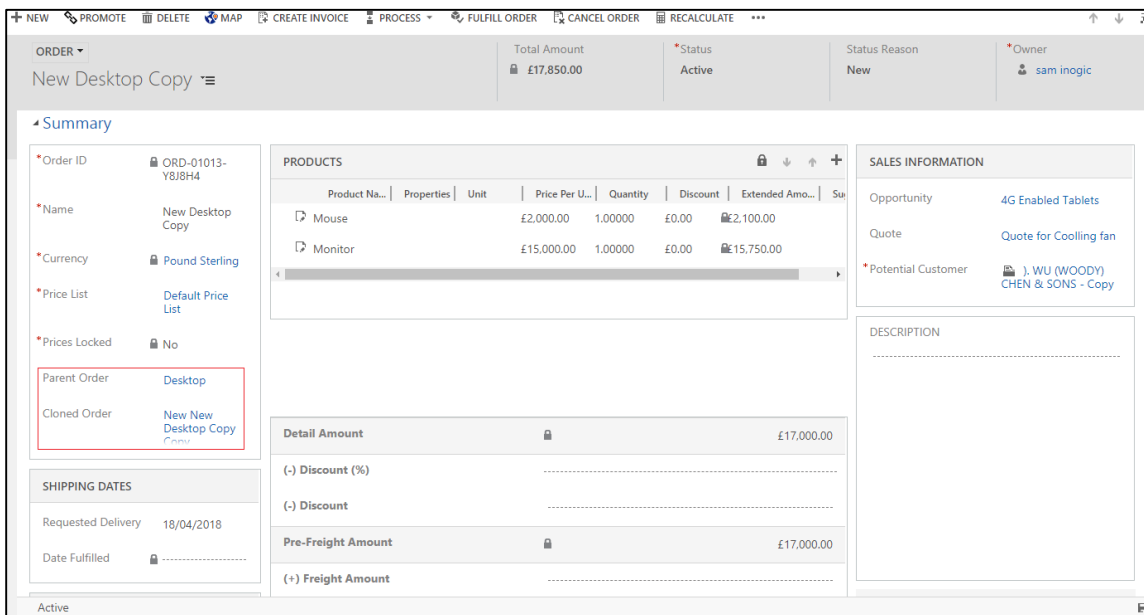 NEW PROMOTE DELETE MAP CREATE INVOICE PROCESS FULFILL ORDER CANCEL ORDER RECALCULATE •••
ORDER
New Desktop Copy
Total Amount
£17,850.00
*Status
Active
Status Reason
New
*Owner
sam inogic
Summary
*Order ID
ORD-01013-
Y8J8H4
*Name
New Desktop
Copy
*Currency
Pound Sterling
*Price List
Default Price
List
*Prices Locked
No
Parent Order
Desktop
Cloned Order
New New
Desktop Copy
Copy
SHIPPING DATES
Requested Delivery
18/04/2018
Date Fulfilled
PRODUCTS
Product Na... Properties Unit Price Per U... Quantity Discount Extended Amo...
Mouse £2,000.00 1.00000 £0.00 £2,100.00
Monitor £15,000.00 1.00000 £0.00 £15,750.00
Detail Amount £17,000.00
(-) Discount (%)
(-) Discount
Pre-Freight Amount £17,000.00
(+) Freight Amount
SALES INFORMATION
Opportunity
4G Enabled Tablets
Quote
Quote for Coolling fan
*Potential Customer
). WU (WOODY)
CHEN & SONS - Copy
DESCRIPTION
Active